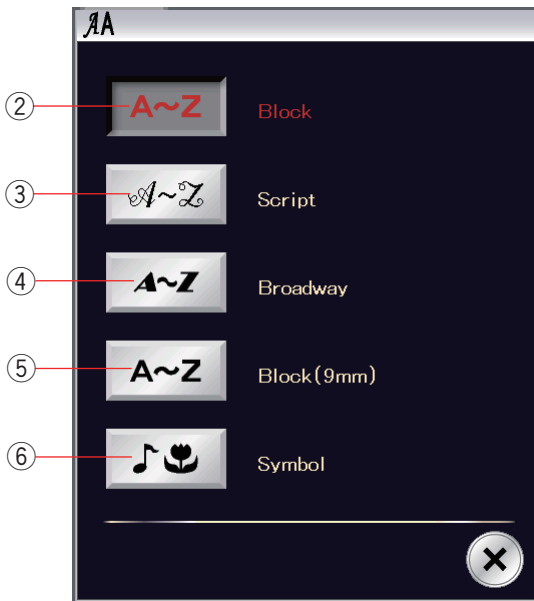 AA
② A~Z Block
③ A~Z Script
④ A~Z Broadway
⑤ A~Z Block(9mm)
⑥ Symbol